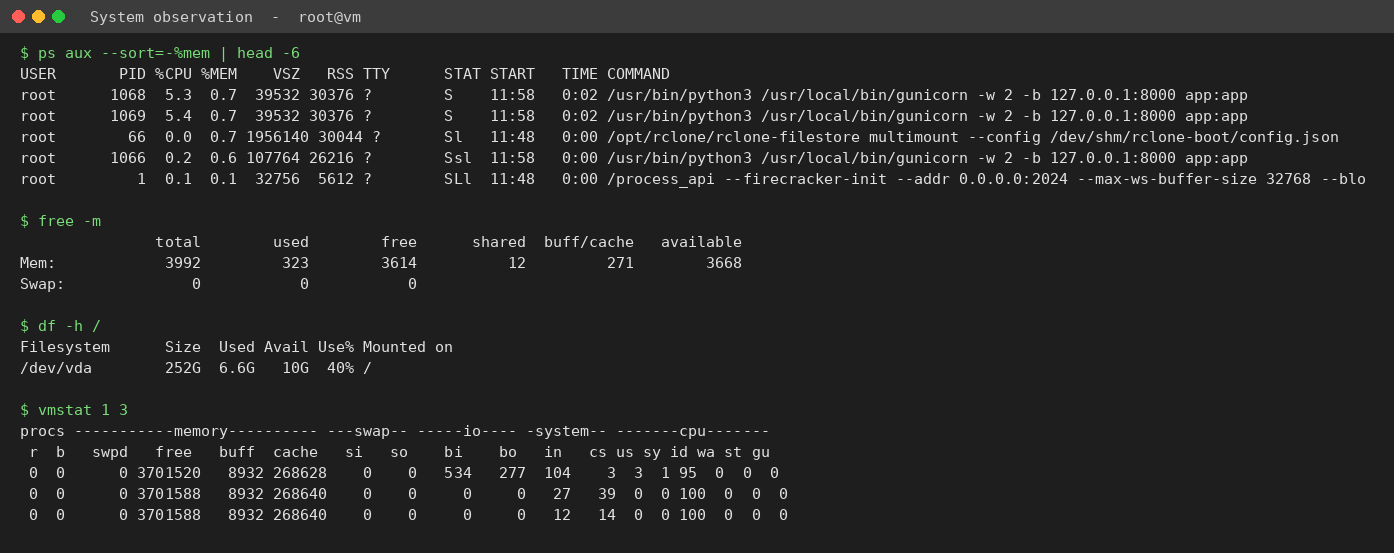 System observation  -  root@vm
$ ps aux --sort=-%mem | head -6
USER       PID %CPU %MEM    VSZ   RSS TTY      STAT START   TIME COMMAND
root      1068  5.3  0.7  39532 30376 ?        S    11:58   0:02 /usr/bin/python3 /usr/local/bin/gunicorn -w 2 -b 127.0.0.1:8000 app:app
root      1069  5.4  0.7  39532 30376 ?        S    11:58   0:02 /usr/bin/python3 /usr/local/bin/gunicorn -w 2 -b 127.0.0.1:8000 app:app
root        66  0.0  0.7 1956140 30044 ?       Sl   11:48   0:00 /opt/rclone/rclone-filestore multimount --config /dev/shm/rclone-boot/config.json
root      1066  0.2  0.6 107764 26216 ?        Ssl  11:58   0:00 /usr/bin/python3 /usr/local/bin/gunicorn -w 2 -b 127.0.0.1:8000 app:app
root         1  0.1  0.1  32756  5612 ?        SLl  11:48   0:00 /process_api --firecracker-init --addr 0.0.0.0:2024 --max-ws-buffer-size 32768 --blo
$ free -m
               total        used        free      shared  buff/cache   available
Mem:            3992         323        3614          12         271        3668
Swap:              0           0           0
$ df -h /
Filesystem      Size  Used Avail Use% Mounted on
/dev/vda        252G  6.6G   10G  40% /
$ vmstat 1 3
procs -----------memory---------- ---swap-- -----io---- -system-- -------cpu-------
 r  b   swpd   free   buff  cache   si   so    bi    bo   in   cs us sy id wa st gu
 0  0      0 3701520   8932 268628    0    0   534   277  104    3  3  1 95  0  0  0
 0  0      0 3701588   8932 268640    0    0     0     0   27   39  0  0 100  0  0  0
 0  0      0 3701588   8932 268640    0    0     0     0   12   14  0  0 100  0  0  0